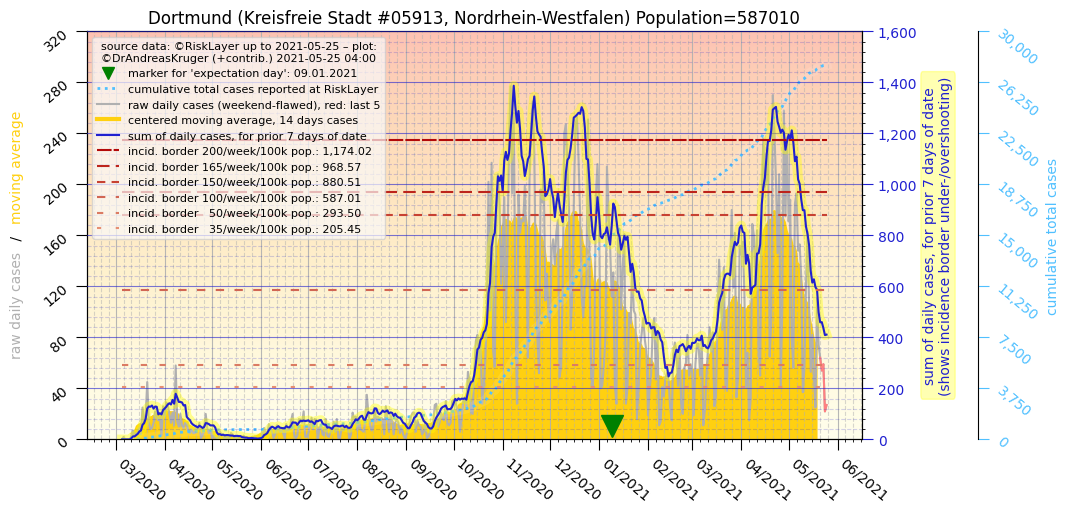 Dortmund (Kreisfreie Stadt #05913, Nordrhein-Westfalen) Population=587010
source data: ©RiskLayer up to 2021-05-25 – plot:
©DrAndreasKruger (+contrib.) 2021-05-25 04:00
marker for 'expectation day': 09.01.2021
cumulative total cases reported at RiskLayer
raw daily cases (weekend-flawed), red: last 5
centered moving average, 14 days cases
sum of daily cases, for prior 7 days of date
incid. border 200/week/100k pop.: 1,174.02
incid. border 165/week/100k pop.: 968.57
incid. border 150/week/100k pop.: 880.51
incid. border 100/week/100k pop.: 587.01
incid. border 50/week/100k pop.: 293.50
incid. border 35/week/100k pop.: 205.45
raw daily cases / moving average
320
280
240
200
160
120
80
40
0
03/2020
04/2020
05/2020
06/2020
07/2020
08/2020
09/2020
10/2020
11/2020
12/2020
01/2021
02/2021
03/2021
04/2021
05/2021
06/2021
1,600
1,400
1,200
1,000
800
600
400
200
0
sum of daily cases, for prior 7 days of date
(shows incidence border under-/overshooting)
30,000
26,250
22,500
18,750
15,000
11,250
7,500
3,750
0
cumulative total cases